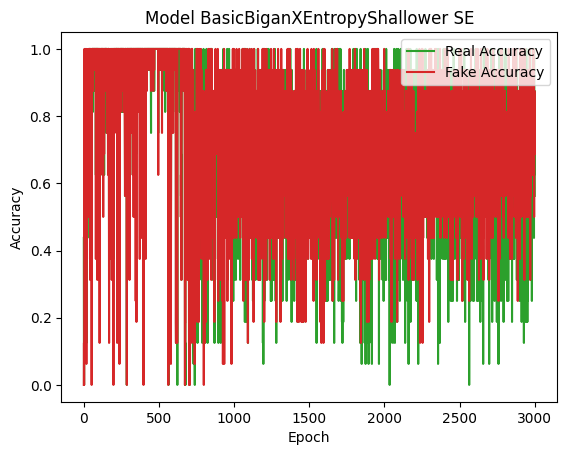 Model BasicBiganXEntropyShallower SE
Real Accuracy
Fake Accuracy
Accuracy
1.0
0.8
0.6
0.4
0.2
0.0
0 500 1000 1500 2000 2500 3000
Epoch